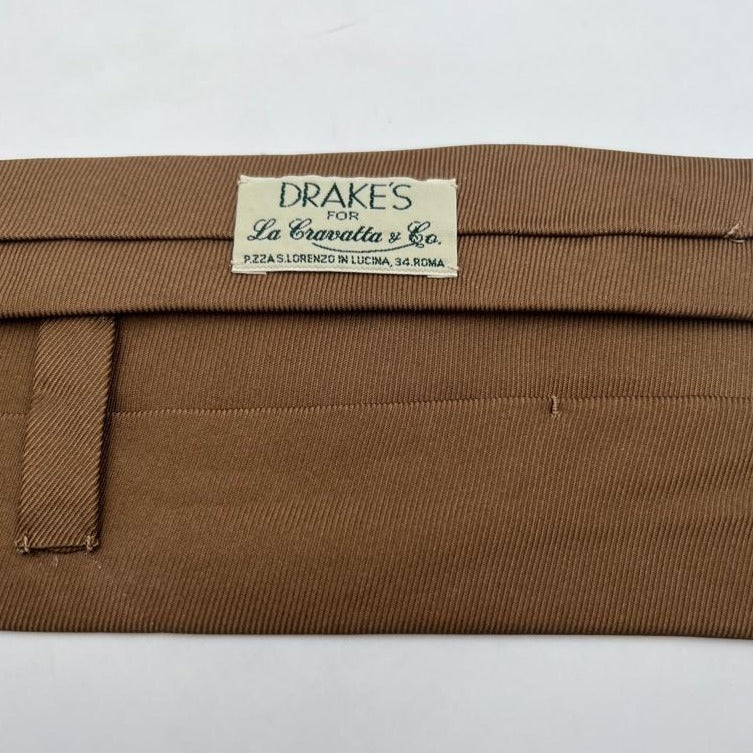 DRAKE'S
FOR
La Cravatta & Co.
P.ZZA S. LORENZO IN LUCINA, 34. ROMA